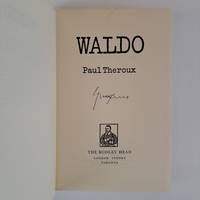 WALDO
Paul Theroux
THE BODLEY HEAD
LONDON SYDNEY
TORONTO